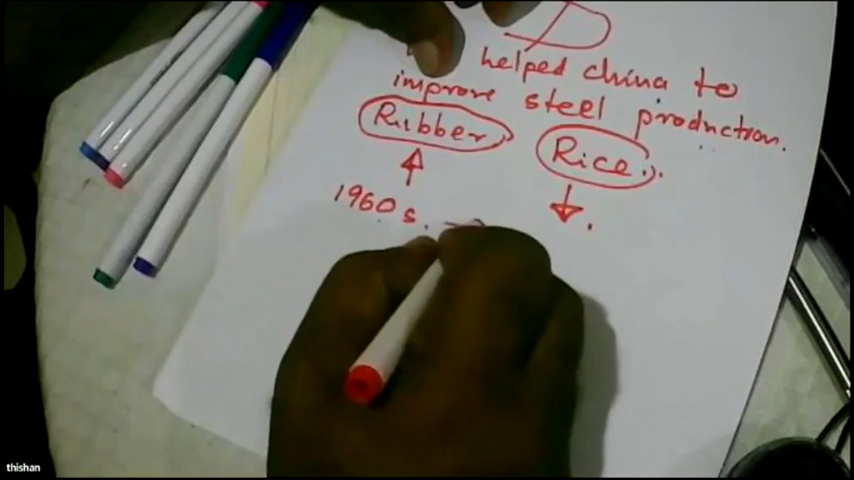 helped china to
improve steel production.
Rubber Rice.
1960s.
thishan